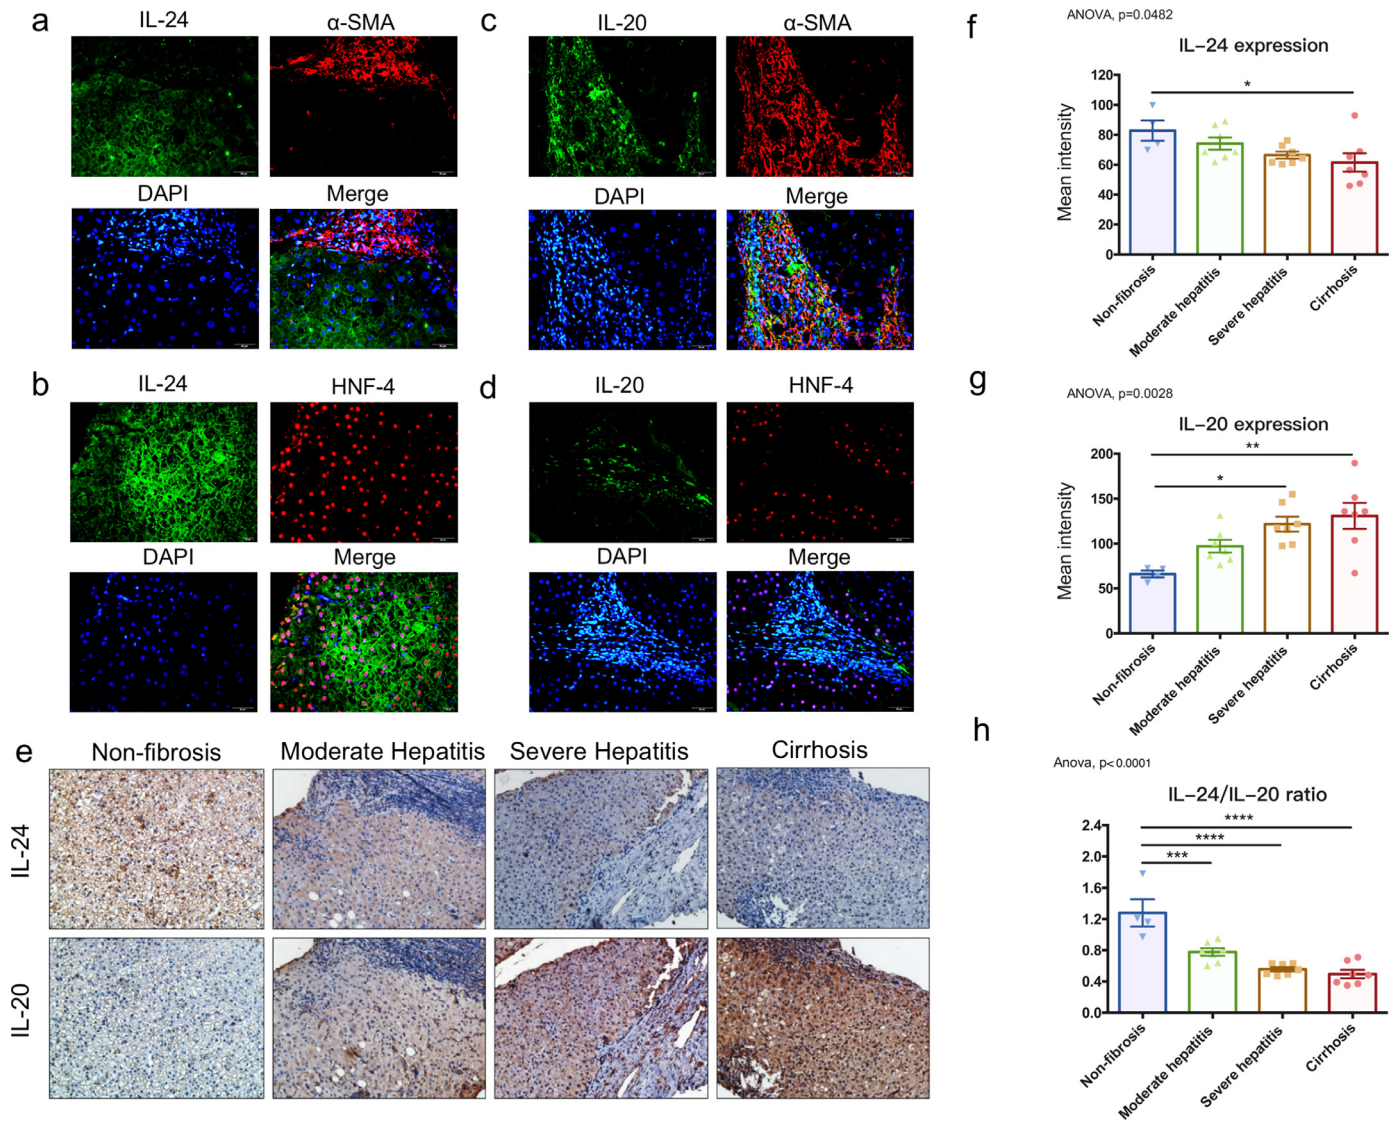 a
IL-24
α-SMA
DAPI
Merge
c
IL-20
α-SMA
DAPI
Merge
b
IL-24
HNF-4
DAPI
Merge
d
IL-20
HNF-4
DAPI
Merge
e
Non-fibrosis
Moderate Hepatitis
Severe Hepatitis
Cirrhosis
IL-24
IL-20
f
ANOVA, p=0.0482
IL-24 expression
Mean intensity
120
100
80
60
40
20
0
*
Non-fibrosis
Moderate hepatitis
Severe hepatitis
Cirrhosis
g
ANOVA, p=0.0028
IL-20 expression
Mean intensity
200
150
100
50
0
**
*
Non-fibrosis
Moderate hepatitis
Severe hepatitis
Cirrhosis
h
Anova, p<0.0001
IL-24/IL-20 ratio
2.4
2.0
1.6
1.2
0.8
0.4
0.0
****
****
***
Non-fibrosis
Moderate hepatitis
Severe hepatitis
Cirrhosis